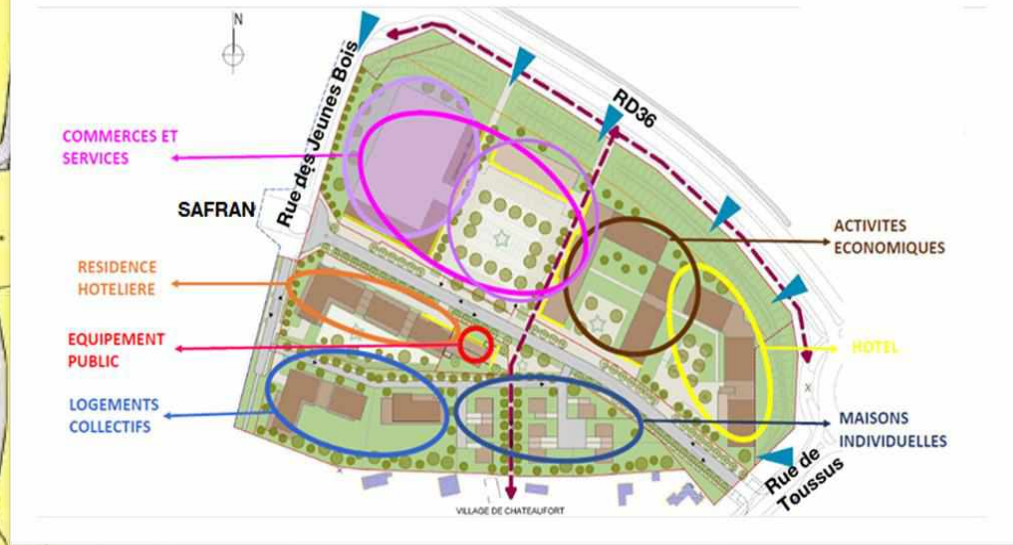 N
Rue des Jeunes Bois
RD36
COMMERCES ET
SERVICES
SAFRAN
ACTIVITES
ECONOMIQUES
RESIDENCE
HOTELIERE
EQUIPEMENT
PUBLIC
HOTEL
LOGEMENTS
COLLECTIFS
MAISONS
INDIVIDUELLES
Rue de
Toussus
VILLAGE DE CHATEAUFORT